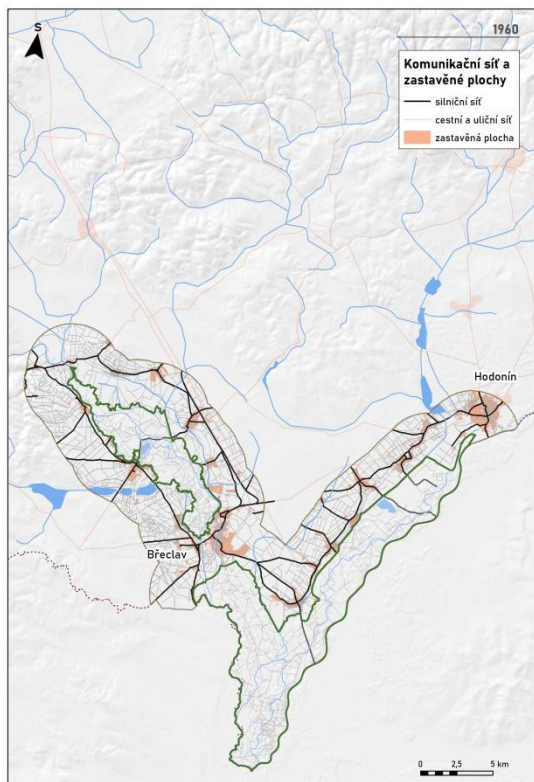 S
1960
Komunikační síť a
zastavěné plochy
silniční síť
cestní a uliční síť
zastavěná plocha
Hodonín
Břeclav
0 2,5 5 km